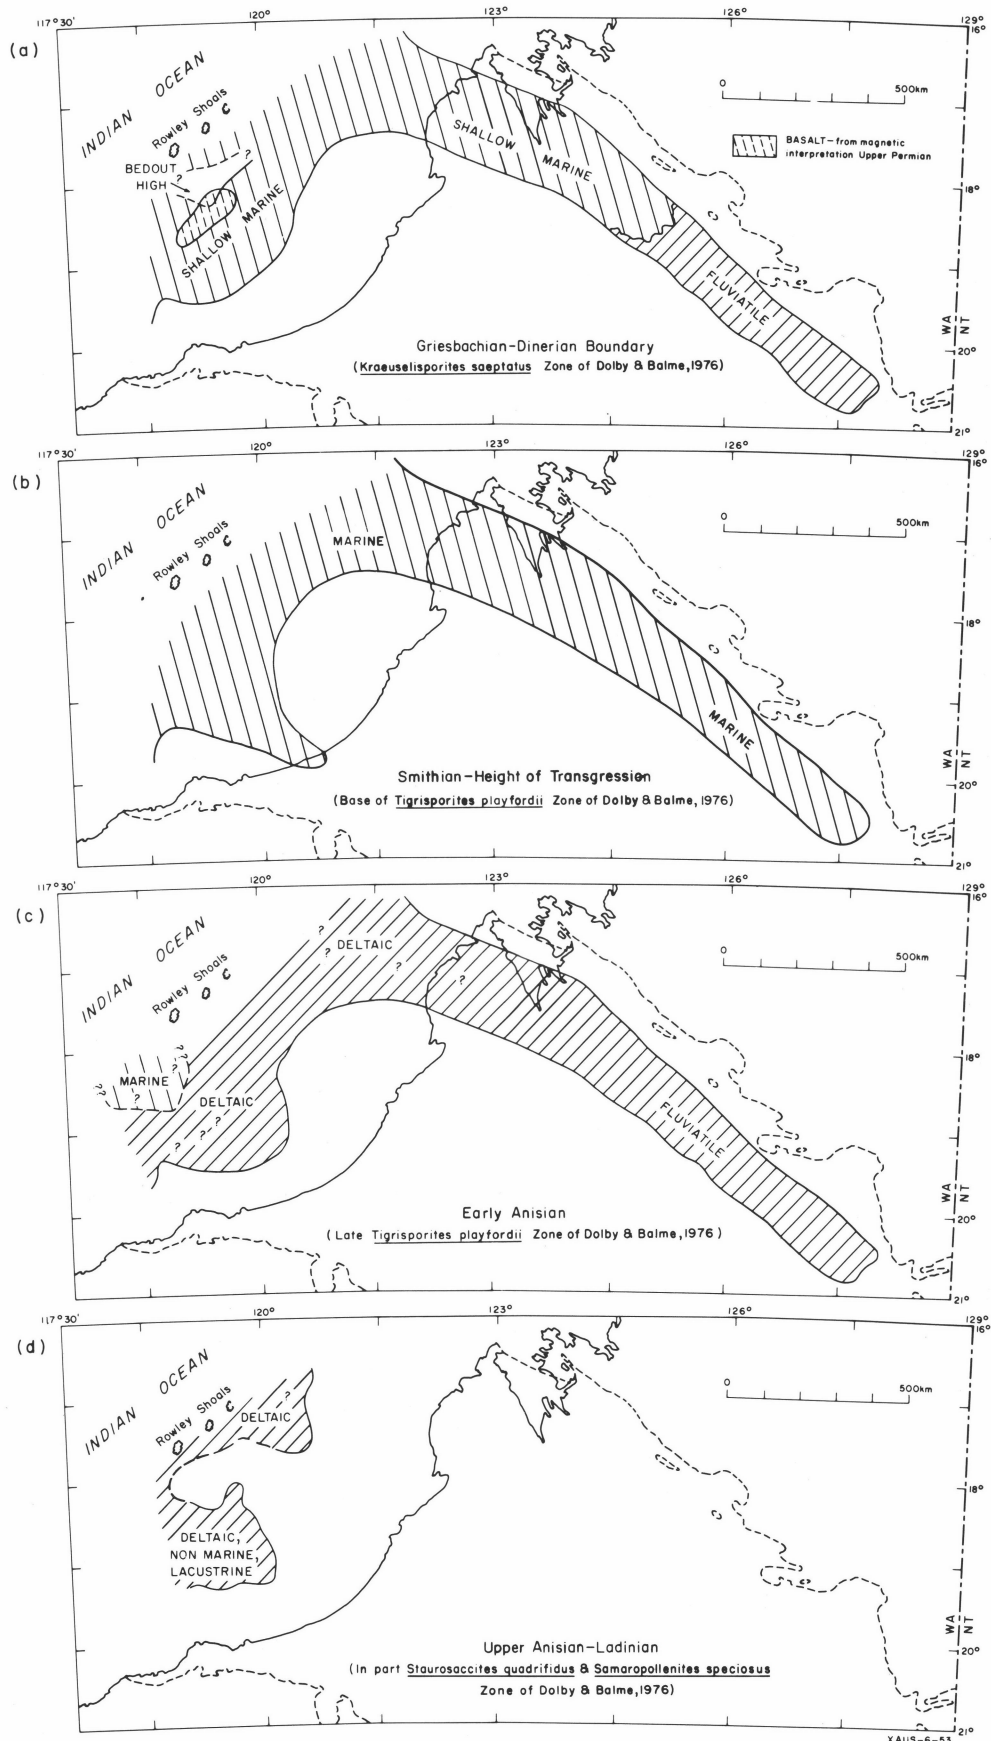 (a)
117°30'
120°
123°
126°
129°
16°
INDIAN OCEAN
Rowley Shoals
BEDOUT
HIGH
?
?
SHALLOW MARINE
SHALLOW MARINE
FLUVIATILE
0
500km
BASALT-from magnetic
interpretation Upper Permian
18°
WA
NT
20°
21°
Griesbachian-Dinerian Boundary
(Kraeuselisporites saeptatus Zone of Dolby & Balme,1976)
(b)
117°30'
120°
123°
126°
129°
16°
INDIAN OCEAN
Rowley Shoals
MARINE
MARINE
0
500km
18°
WA
NT
20°
21°
Smithian-Height of Transgression
(Base of Tigrisporites playfordii Zone of Dolby & Balme,1976)
(c)
117°30'
120°
123°
126°
129°
16°
INDIAN OCEAN
Rowley Shoals
?
?
DELTAIC
?
?
??
?
??
MARINE
?
DELTAIC
? ?-?
FLUVIATILE
0
500km
18°
WA
NT
20°
21°
Early Anisian
(Late Tigrisporites playfordii Zone of Dolby & Balme,1976)
(d)
117°30'
120°
123°
126°
129°
16°
INDIAN OCEAN
Rowley Shoals
?
DELTAIC
DELTAIC,
NON MARINE,
LACUSTRINE
0
500km
18°
WA
NT
20°
21°
Upper Anisian-Ladinian
(In part Staurosaccites quadrifidus & Samaropollenites speciosus
Zone of Dolby & Balme,1976)
XAUS-6-53